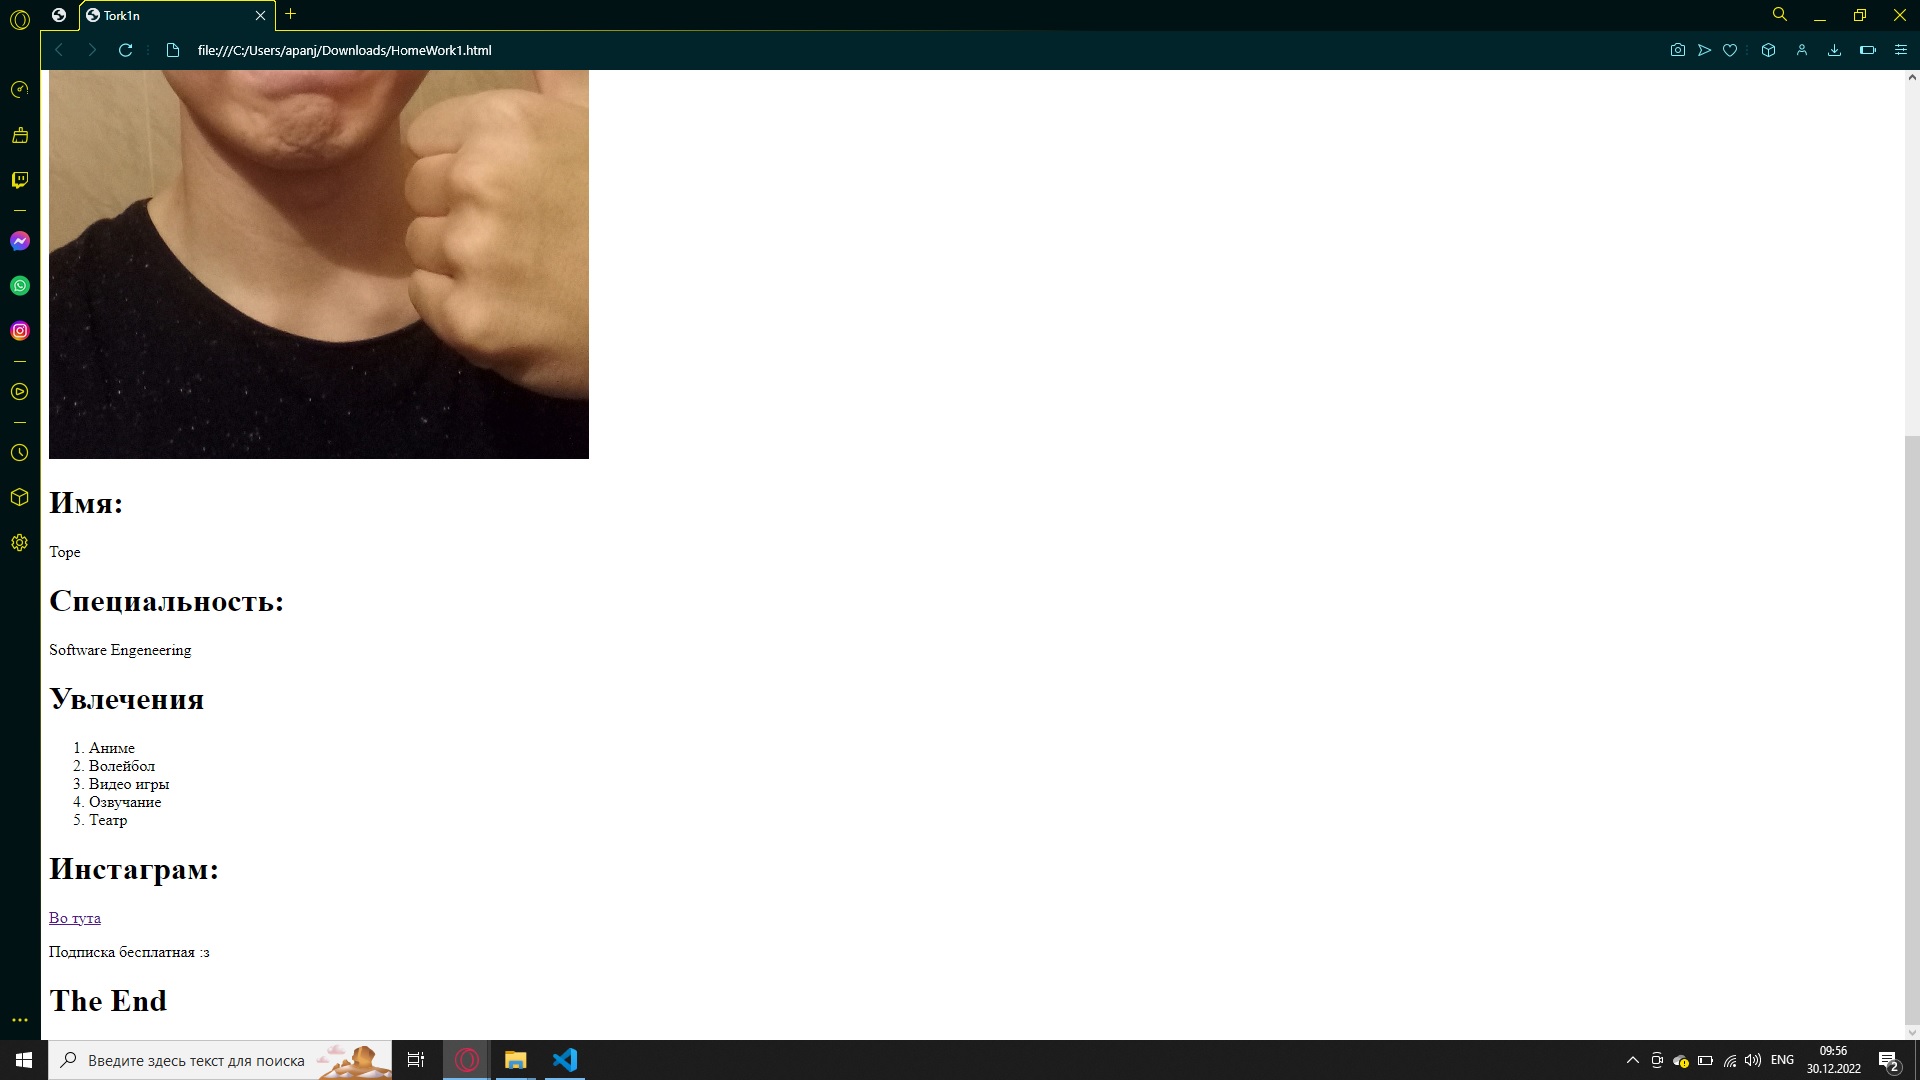 Tork1n
file:///C:/Users/apanj/Downloads/HomeWork1.html
Имя:
Торе
Специальность:
Software Engeneering
Увлечения
1. Аниме
2. Волейбол
3. Видео игры
4. Озвучание
5. Театр
Инстаграм:
Во тута
Подписка бесплатная :з
The End
Введите здесь текст для поиска
ENG
09:56
30.12.2022
2